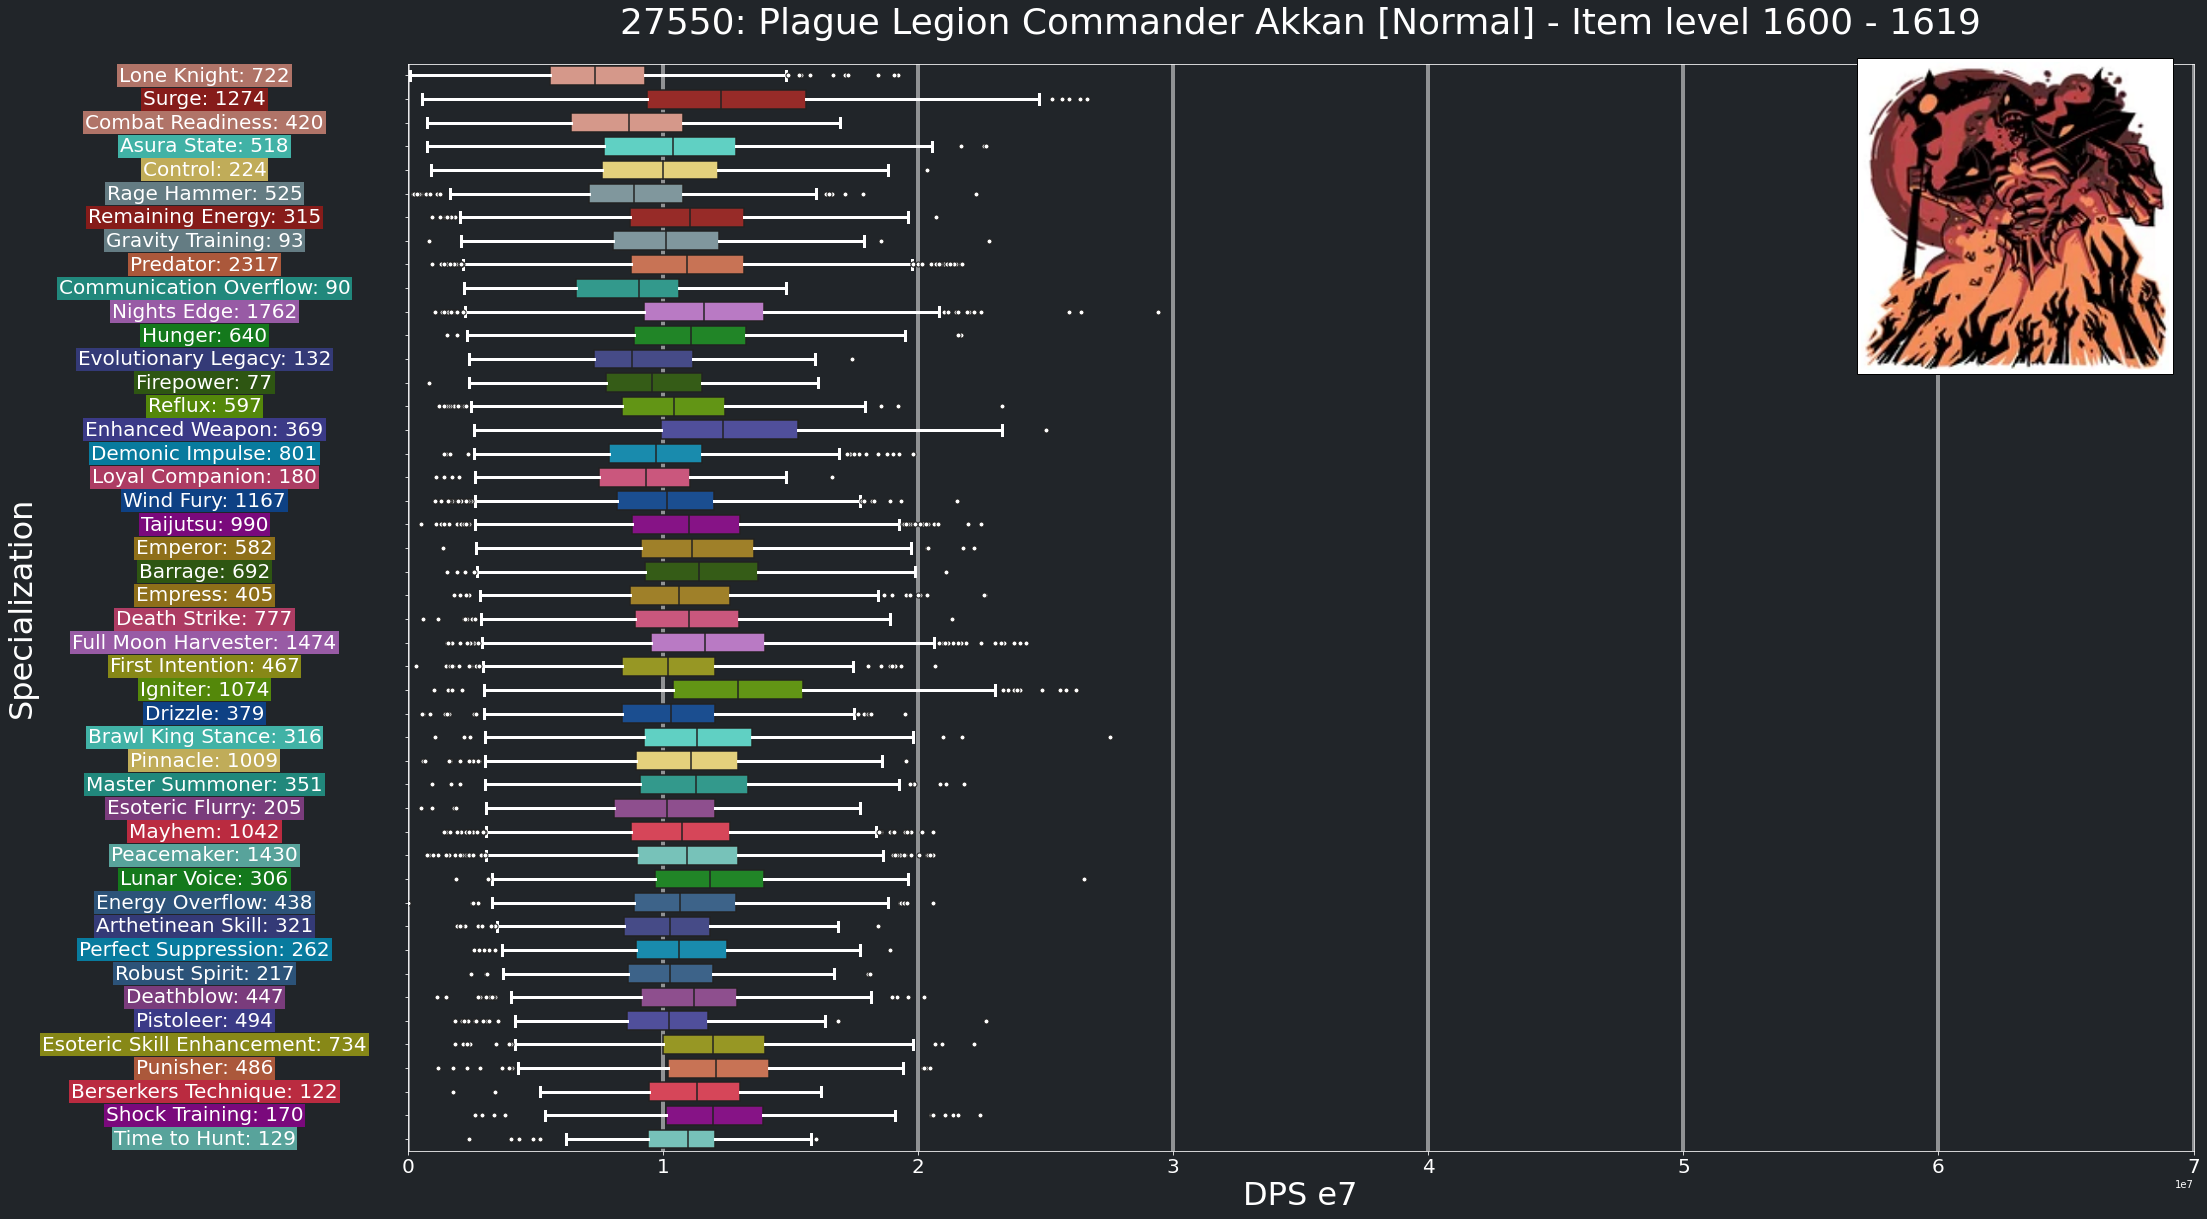 27550: Plague Legion Commander Akkan [Normal] - Item level 1600 - 1619
Lone Knight: 722
Surge: 1274
Combat Readiness: 420
Asura State: 518
Control: 224
Rage Hammer: 525
Remaining Energy: 315
Gravity Training: 93
Predator: 2317
Communication Overflow: 90
Nights Edge: 1762
Hunger: 640
Evolutionary Legacy: 132
Firepower: 77
Reflux: 597
Enhanced Weapon: 369
Demonic Impulse: 801
Loyal Companion: 180
Wind Fury: 1167
Taijutsu: 990
Emperor: 582
Barrage: 692
Empress: 405
Death Strike: 777
Full Moon Harvester: 1474
First Intention: 467
Igniter: 1074
Drizzle: 379
Brawl King Stance: 316
Pinnacle: 1009
Master Summoner: 351
Esoteric Flurry: 205
Mayhem: 1042
Peacemaker: 1430
Lunar Voice: 306
Energy Overflow: 438
Arthetinean Skill: 321
Perfect Suppression: 262
Robust Spirit: 217
Deathblow: 447
Pistoleer: 494
Esoteric Skill Enhancement: 734
Punisher: 486
Berserkers Technique: 122
Shock Training: 170
Time to Hunt: 129
Specialization
0 1 2 3 4 5 6 7
DPS e7
1e7